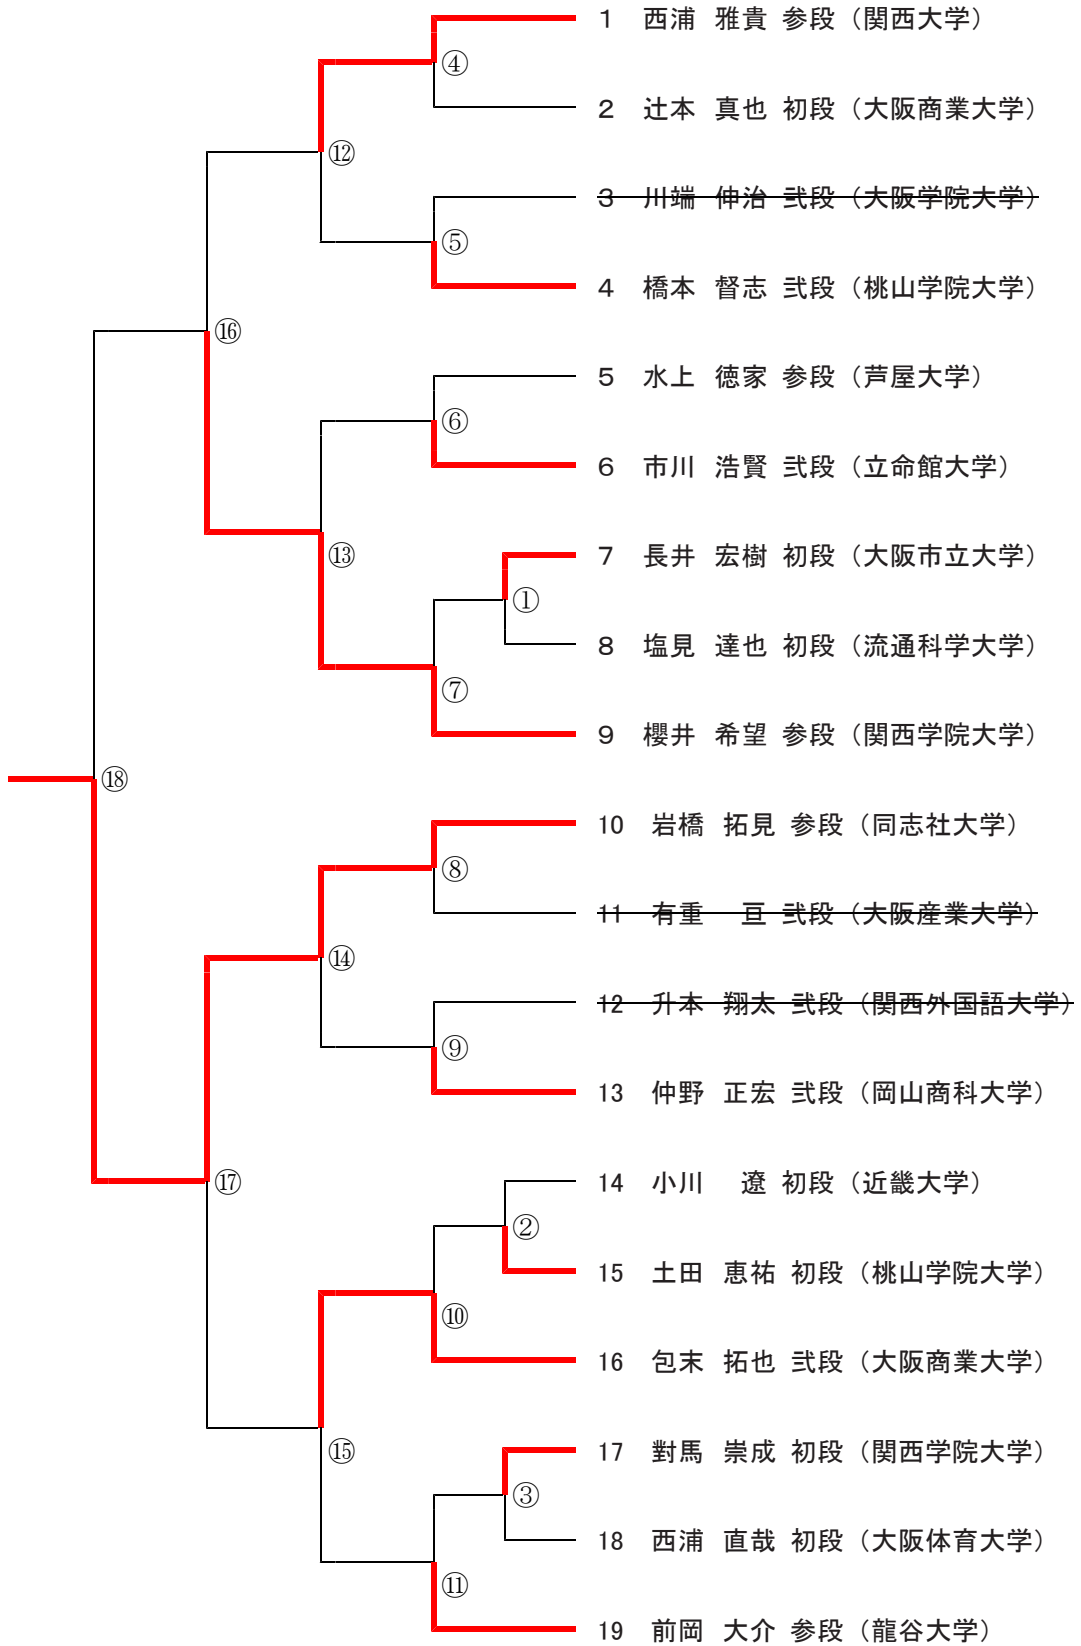 1 西浦 雅貴 参段 (関西大学)
④
2 辻本 真也 初段 (大阪商業大学)
⑫
3 川端 伸治 弐段 (大阪学院大学)
⑤
4 橋本 督志 弐段 (桃山学院大学)
⑯
5 水上 徳家 参段 (芦屋大学)
⑥
6 市川 浩賢 弐段 (立命館大学)
⑬
7 長井 宏樹 初段 (大阪市立大学)
①
8 塩見 達也 初段 (流通科学大学)
⑦
9 櫻井 希望 参段 (関西学院大学)
⑱
10 岩橋 拓見 参段 (同志社大学)
⑧
11 有重 亘 弐段 (大阪産業大学)
⑭
12 升本 翔太 弐段 (関西外国語大学)
⑨
13 仲野 正宏 弐段 (岡山商科大学)
⑰
14 小川 遼 初段 (近畿大学)
②
15 土田 恵祐 初段 (桃山学院大学)
⑩
16 包末 拓也 弐段 (大阪商業大学)
⑮
17 對馬 崇成 初段 (関西学院大学)
③
18 西浦 直哉 初段 (大阪体育大学)
⑪
19 前岡 大介 参段 (龍谷大学)